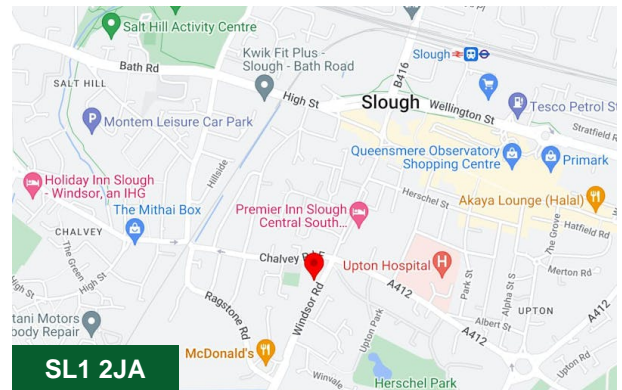 Salt Hill Activity Centre
Kwik Fit Plus -
Slough - Bath Road
Slough
B416
Bath Rd
SALT HILL
High St
Slough
Wellington St
Tesco Petrol St
Montem Leisure Car Park
Stratfield R
Hillside
Queensmere Observatory
Shopping Centre
Primark
Holiday Inn Slough
- Windsor, an IHG
Herschel St
Akaya Lounge (Halal)
The Mithai Box
Premier Inn Slough
Central South...
Hatfield Rd
CHALVEY
The Green
The Grove
Chalvey
Upton Hospital
H
Merton Rd
High St
A412
Park St
Alpha St S
UPTON
tani Motors
body Repair
Ragstone Rd
Windsor Rd
Upton Park
Albert St
A412
McDonald's
Upton Rd
SL1 2JA
Winvale
Herschel Park